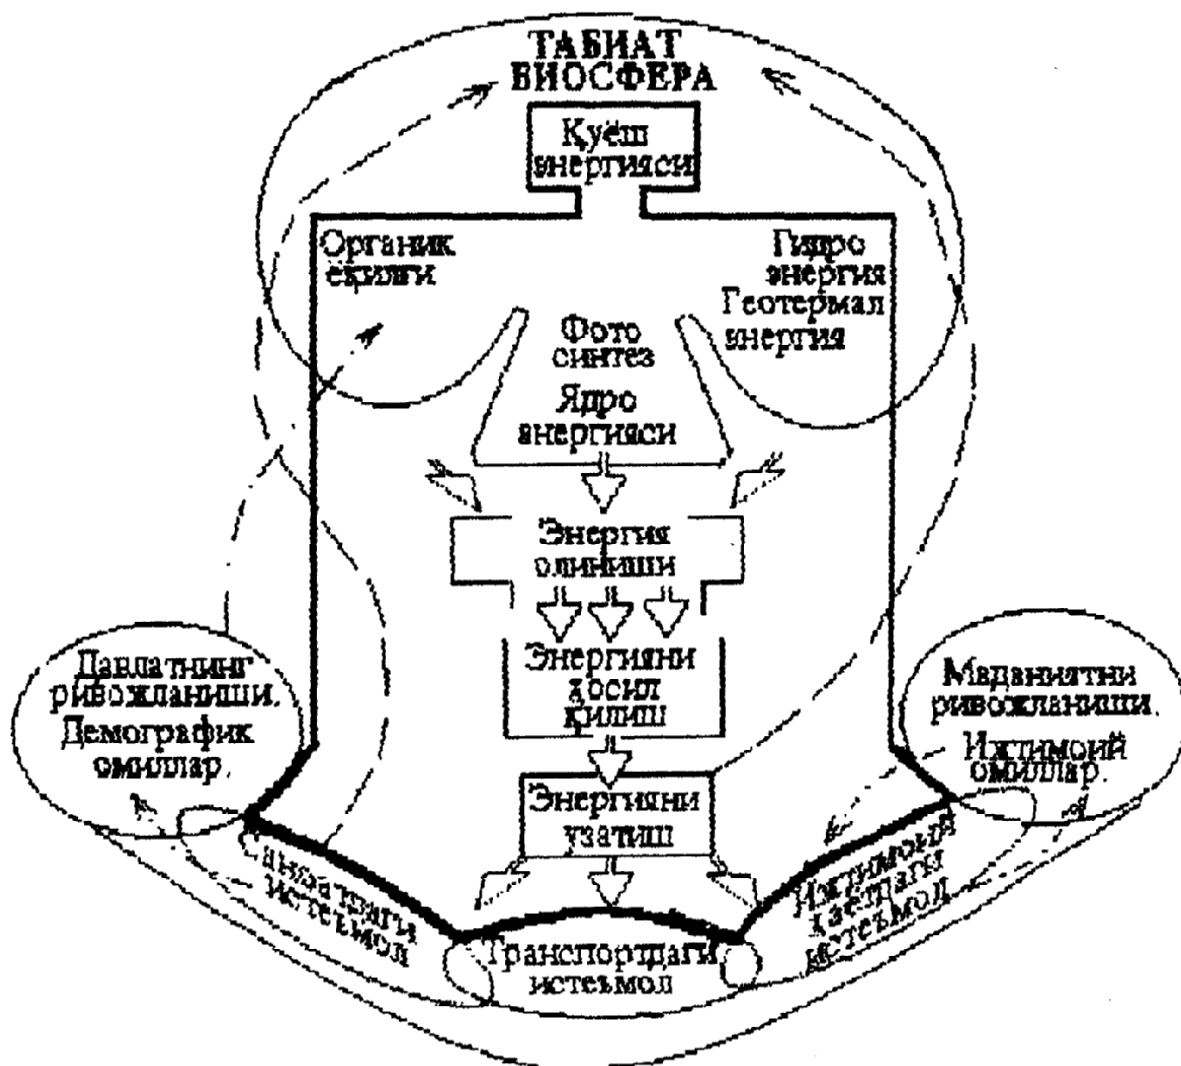 ТАБИАТ
БИОСФЕРА
Қуёш
энергияси
Органик
ёқилғи
Гидро
энергия
Геотермал
энергия
Фото
синтез
Ядро
энергияси
Энергия
олиниши
Энергияни
ҳосил
қилиш
Давлатнинг
ривожланиши.
Демографик
омиллар.
Маданиятни
ривожланиши.
Ижтимоий
омиллар.
Энергияни
узатиш
истеъмол
Транспортдаги
истеъмол
Ижтимоий
ҳаётдаги
истеъмол